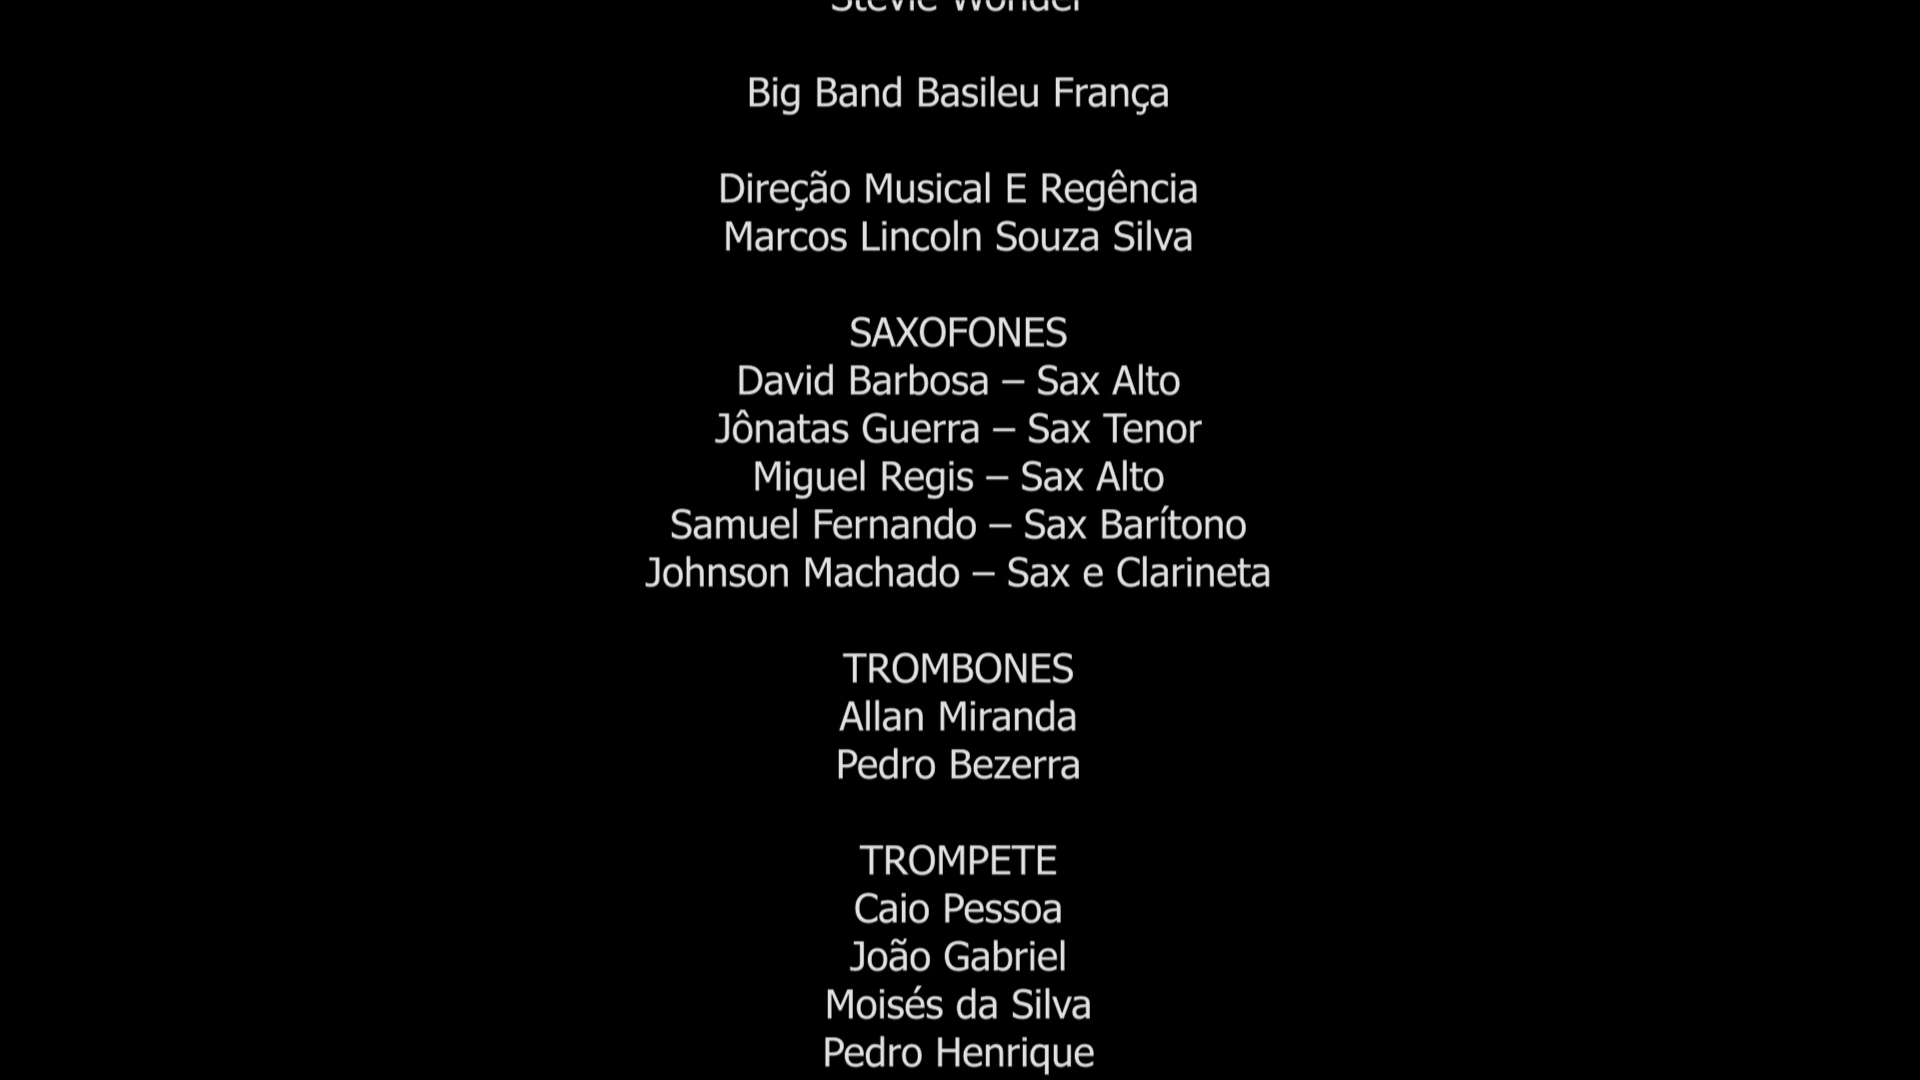 Stevie Wonder
Big Band Basileu França
Direção Musical E Regência
Marcos Lincoln Souza Silva
SAXOFONES
David Barbosa – Sax Alto
Jônatas Guerra – Sax Tenor
Miguel Regis – Sax Alto
Samuel Fernando – Sax Barítono
Johnson Machado – Sax e Clarineta
TROMBONES
Allan Miranda
Pedro Bezerra
TROMPETE
Caio Pessoa
João Gabriel
Moisés da Silva
Pedro Henrique